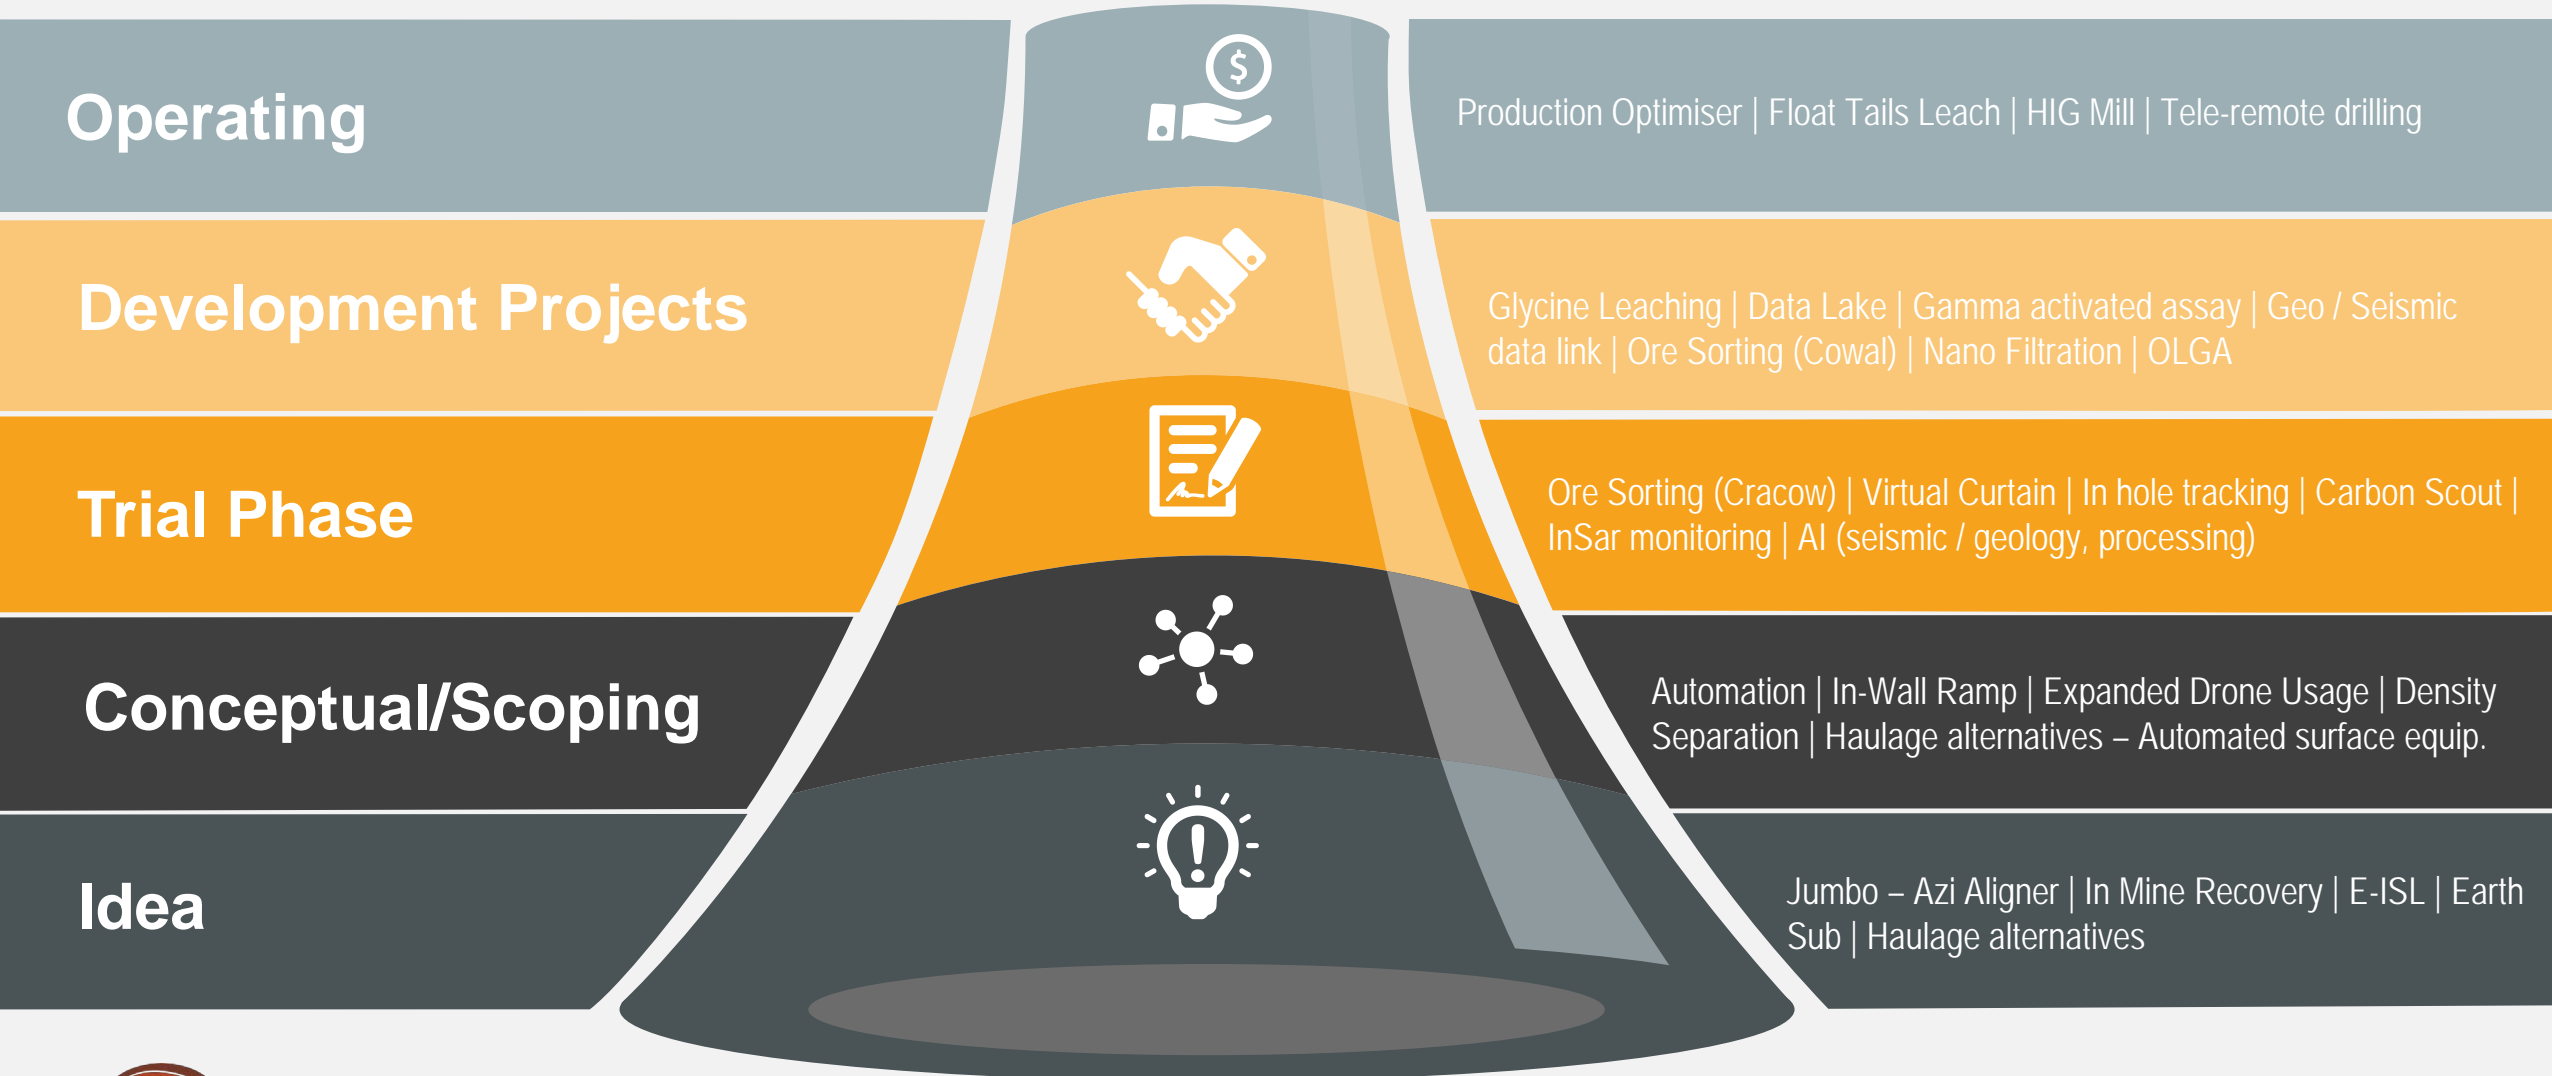 Operating
$
Production Optimiser | Float Tails Leach | HIG Mill | Tele-remote drilling
Development Projects
Glycine Leaching | Data Lake | Gamma activated assay | Geo / Seismic
data link | Ore Sorting (Cowal) | Nano Filtration | OLGA
Trial Phase
Ore Sorting (Cracow) | Virtual Curtain | In hole tracking | Carbon Scout |
InSar monitoring | AI (seismic / geology, processing)
Conceptual/Scoping
Automation | In-Wall Ramp | Expanded Drone Usage | Density
Separation | Haulage alternatives – Automated surface equip.
Idea
Jumbo – Azi Aligner | In Mine Recovery | E-ISL | Earth
Sub | Haulage alternatives